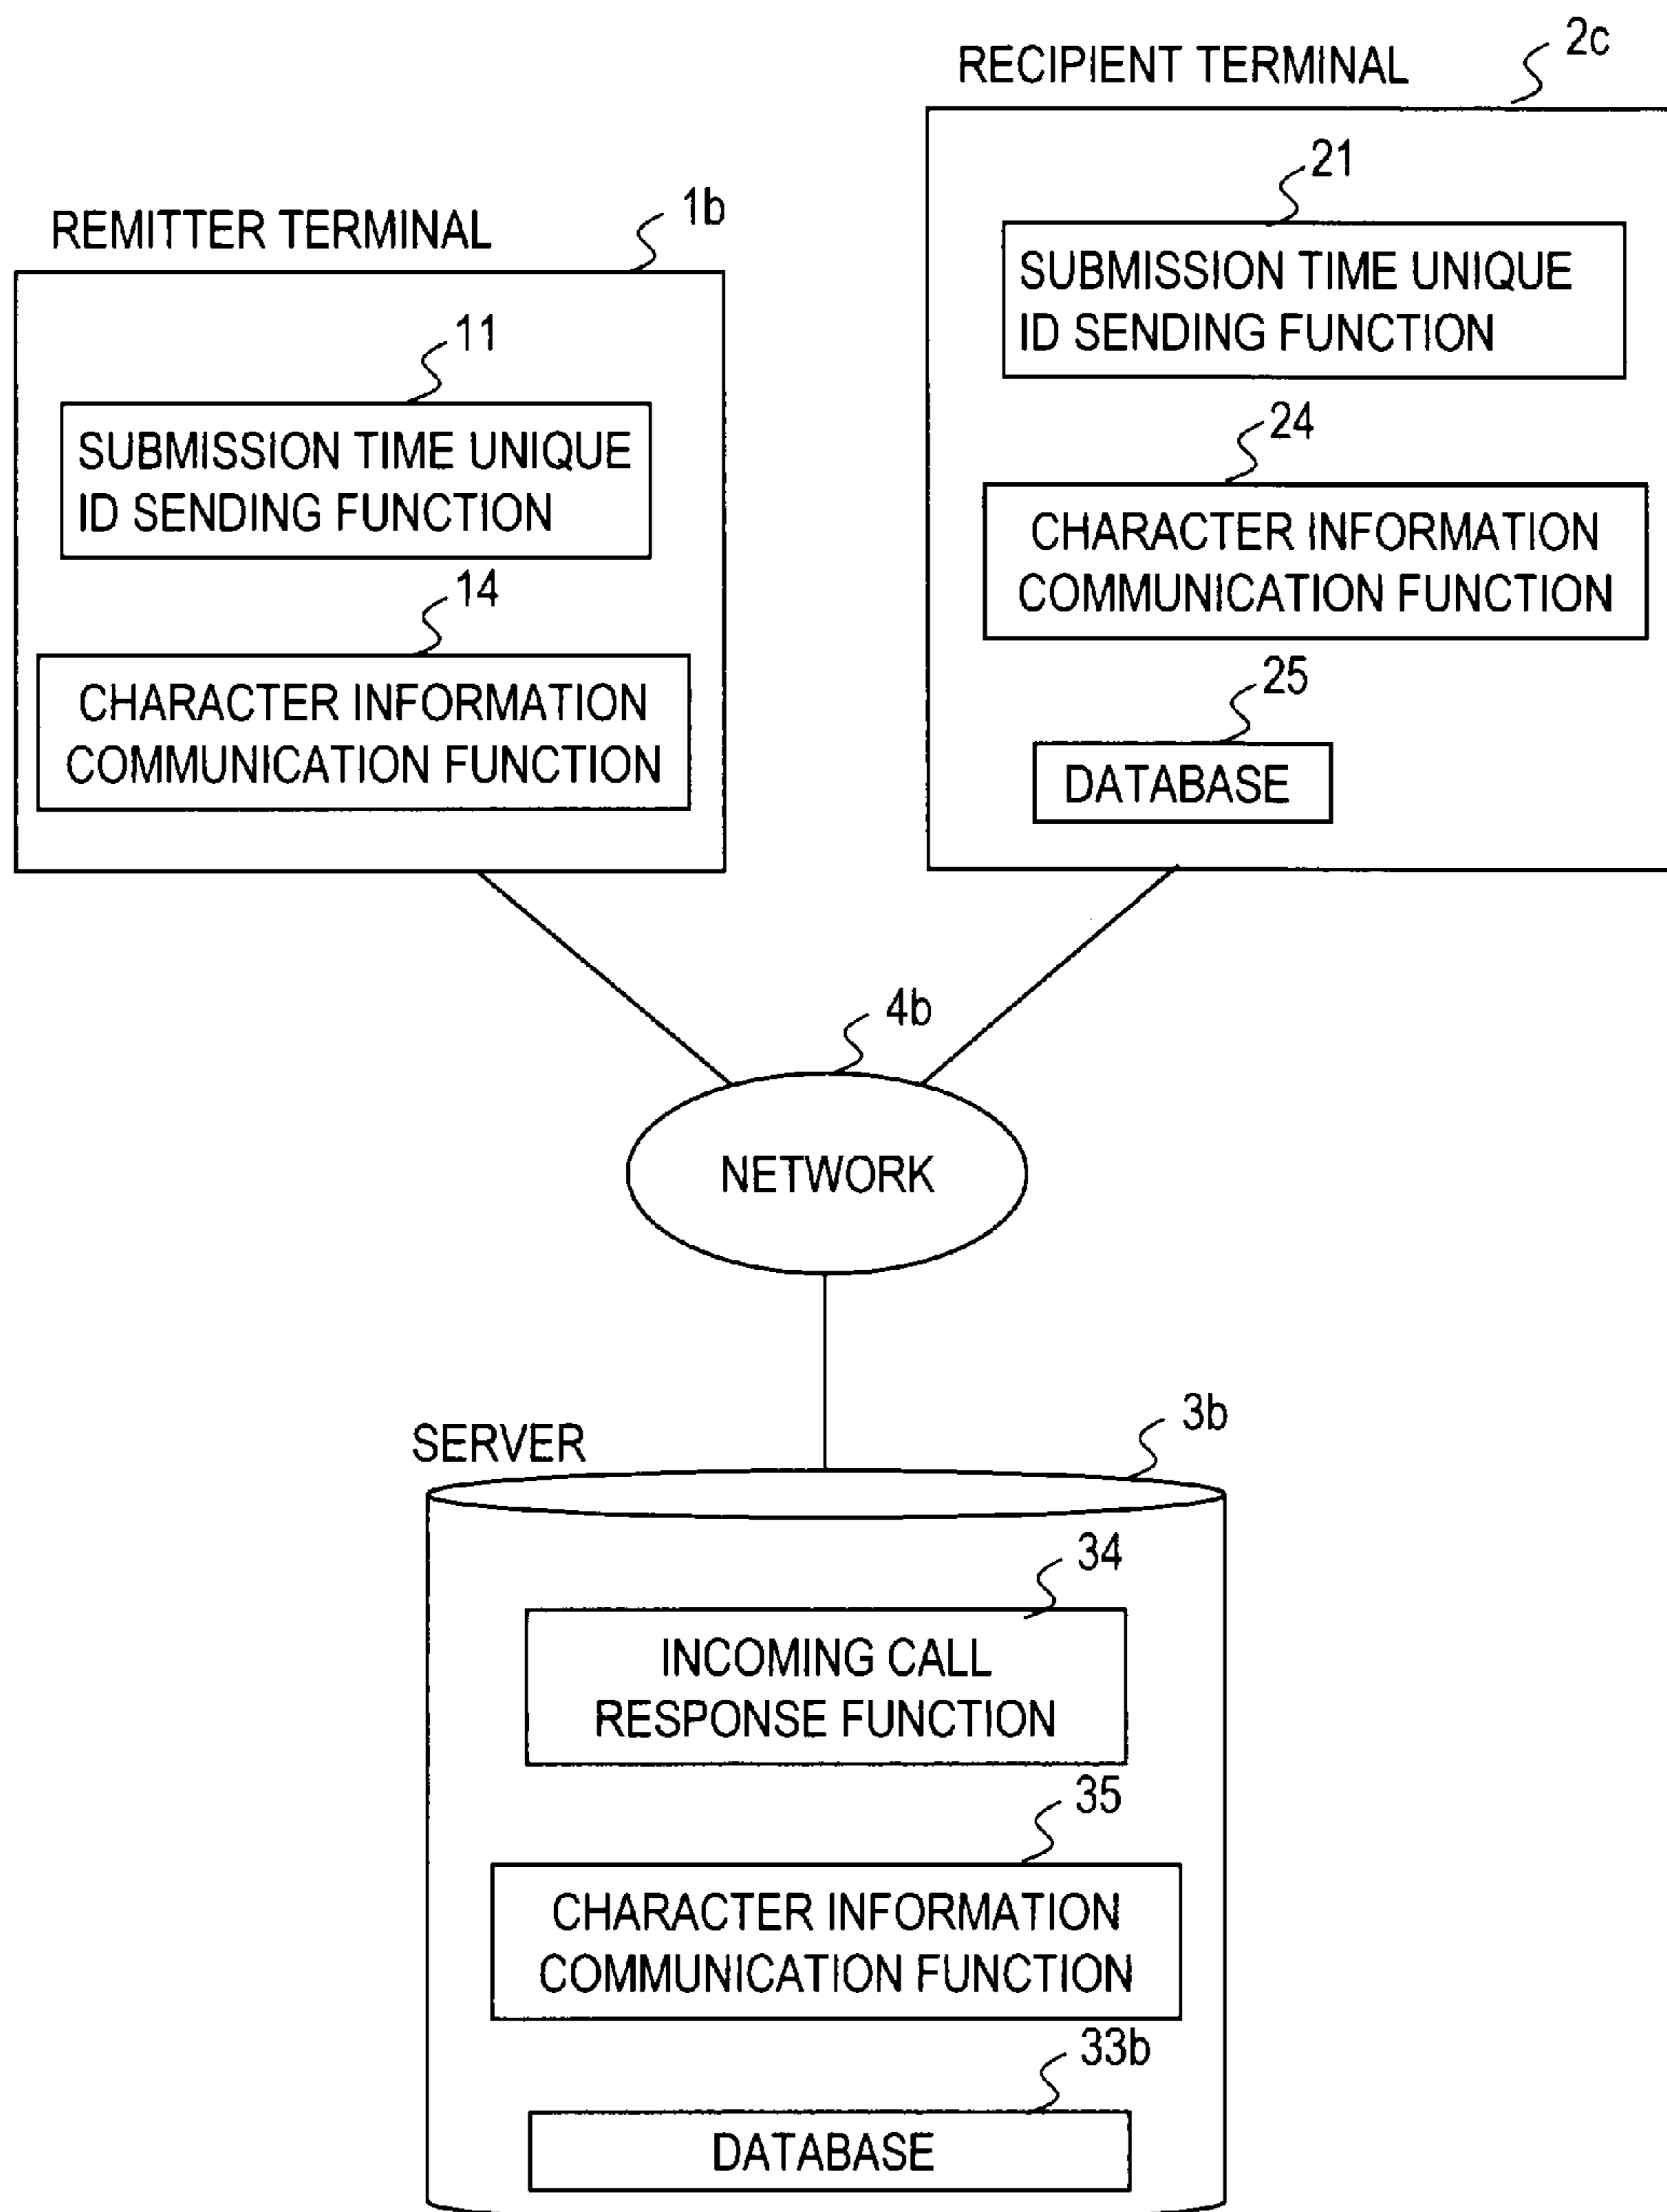 RECIPIENT TERMINAL
2c
21
SUBMISSION TIME UNIQUE
ID SENDING FUNCTION
24
CHARACTER INFORMATION
COMMUNICATION FUNCTION
25
DATABASE
REMITTER TERMINAL
1b
11
SUBMISSION TIME UNIQUE
ID SENDING FUNCTION
14
CHARACTER INFORMATION
COMMUNICATION FUNCTION
4b
NETWORK
SERVER
3b
34
INCOMING CALL
RESPONSE FUNCTION
35
CHARACTER INFORMATION
COMMUNICATION FUNCTION
33b
DATABASE